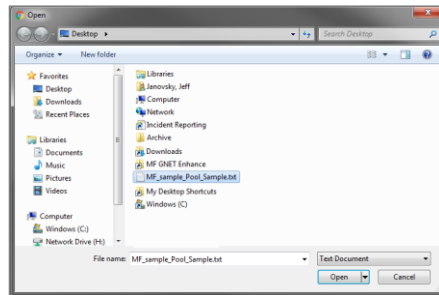 Open
Desktop
Search Desktop
Organize
New folder
Favorites
Desktop
Downloads
Recent Places
Libraries
Documents
Music
Pictures
Videos
Computer
Windows (C:)
Network Drive (H:)
Libraries
Janovsky, Jeff
Computer
Network
Incident Reporting
Archive
Downloads
MF GNET Enhance
MF_sample_Pool_Sample.txt
My Desktop Shortcuts
Windows (C)
File name: MF_sample_Pool_Sample.txt
Text Document
Open
Cancel